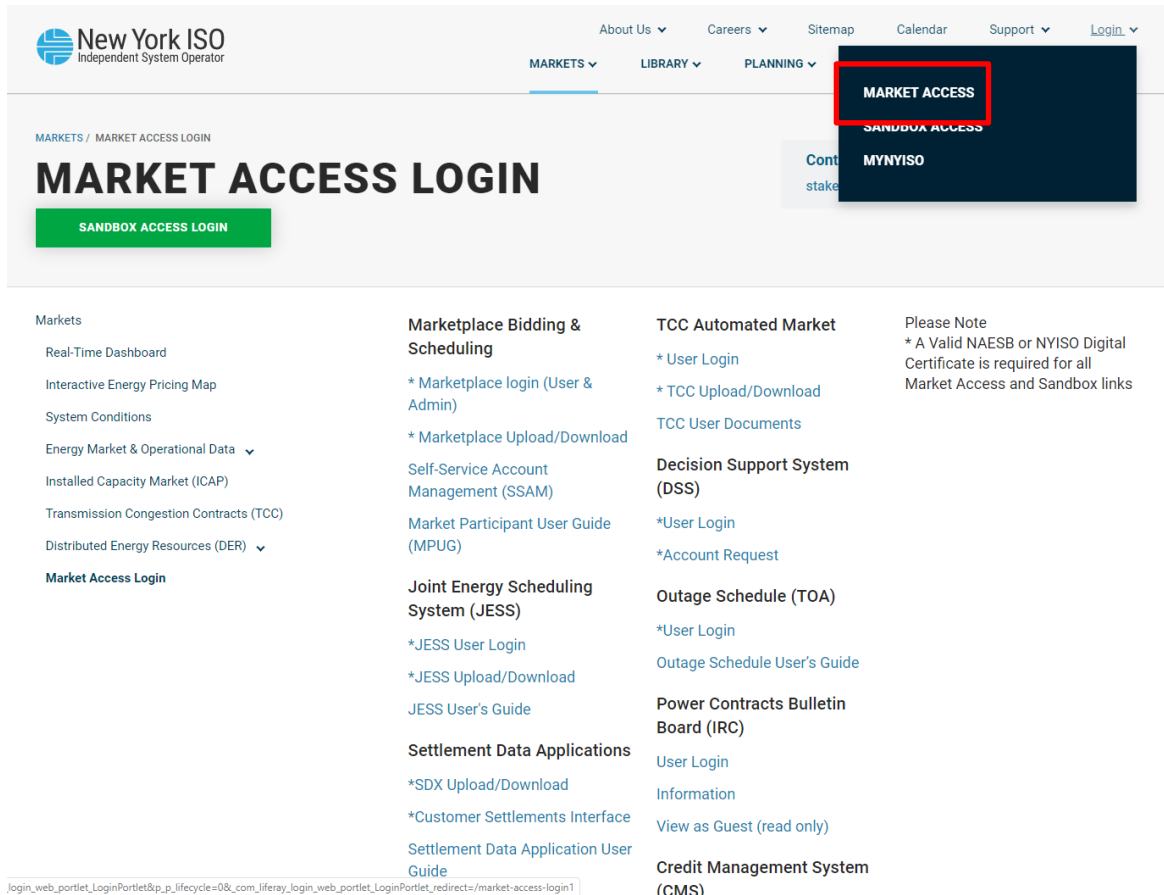 New York ISO
Independent System Operator
About Us
Careers
Sitemap
Calendar
Support
Login
MARKETS
LIBRARY
PLANNING
MARKET ACCESS
SANDBOX ACCESS
MYNYISO
MARKETS / MARKET ACCESS LOGIN
MARKET ACCESS LOGIN
Cont
stake
SANDBOX ACCESS LOGIN
Markets
Real-Time Dashboard
Interactive Energy Pricing Map
System Conditions
Energy Market & Operational Data
Installed Capacity Market (ICAP)
Transmission Congestion Contracts (TCC)
Distributed Energy Resources (DER)
Market Access Login
Marketplace Bidding &
Scheduling
* Marketplace login (User &
Admin)
* Marketplace Upload/Download
Self-Service Account
Management (SSAM)
Market Participant User Guide
(MPUG)
Joint Energy Scheduling
System (JESS)
*JESS User Login
*JESS Upload/Download
JESS User's Guide
Settlement Data Applications
*SDX Upload/Download
*Customer Settlements Interface
Settlement Data Application User
Guide
TCC Automated Market
* User Login
* TCC Upload/Download
TCC User Documents
Decision Support System
(DSS)
*User Login
*Account Request
Outage Schedule (TOA)
*User Login
Outage Schedule User's Guide
Power Contracts Bulletin
Board (IRC)
User Login
Information
View as Guest (read only)
Credit Management System
(CMS)
Please Note
* A Valid NAESB or NYISO Digital
Certificate is required for all
Market Access and Sandbox links
_login_web_portlet_LoginPortlet&p_p_lifecycle=0&_com_liferay_login_web_portlet_LoginPortlet_redirect=/market-access-login1